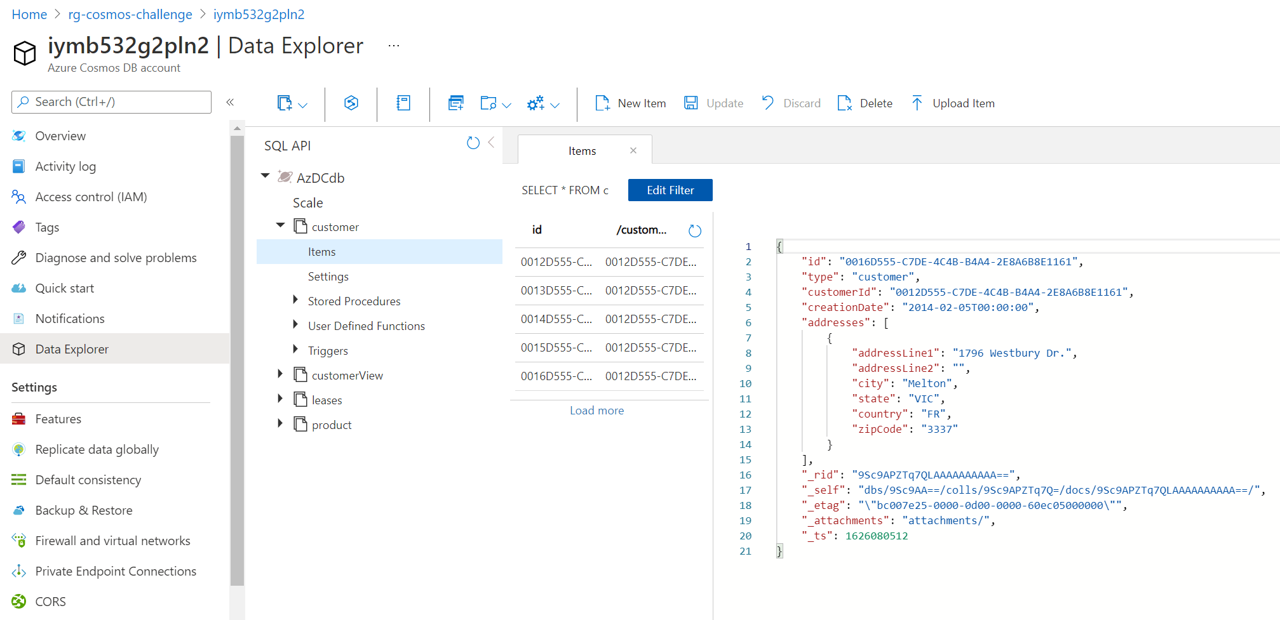 Home > rg-cosmos-challenge > iymb532g2pln2
iymb532g2pln2 | Data Explorer ...
Azure Cosmos DB account
Search (Ctrl+/)
«
New Item
Update
Discard
Delete
Upload Item
Overview
Activity log
Access control (IAM)
Tags
Diagnose and solve problems
Quick start
Notifications
Data Explorer
Settings
Features
Replicate data globally
Default consistency
Backup & Restore
Firewall and virtual networks
Private Endpoint Connections
CORS
SQL API
AzDCdb
Scale
customer
Items
Settings
Stored Procedures
User Defined Functions
Triggers
customerView
leases
product
Items
SELECT * FROM c
Edit Filter
id /custom...
0012D555-C... 0012D555-C7DE...
0013D555-C... 0012D555-C7DE...
0014D555-C... 0012D555-C7DE...
0015D555-C... 0012D555-C7DE...
0016D555-C... 0012D555-C7DE...
Load more
1 {
2 "id": "0016D555-C7DE-4C4B-B4A4-2E8A6B8E1161",
3 "type": "customer",
4 "customerId": "0012D555-C7DE-4C4B-B4A4-2E8A6B8E1161",
5 "creationDate": "2014-02-05T00:00:00",
6 "addresses": [
7 {
8 "addressLine1": "1796 Westbury Dr.",
9 "addressLine2": "",
10 "city": "Melton",
11 "state": "VIC",
12 "country": "FR",
13 "zipCode": "3337"
14 }
15 ],
16 "_rid": "9Sc9APZTq7QLAAAAAAAAAA==",
17 "_self": "dbs/9Sc9AA==/colls/9Sc9APZTq7Q=/docs/9Sc9APZTq7QLAAAAAAAAAA==/",
18 "_etag": "\"bc007e25-0000-0d00-0000-60ec05000000\"",
19 "_attachments": "attachments/",
20 "_ts": 1626080512
21 }